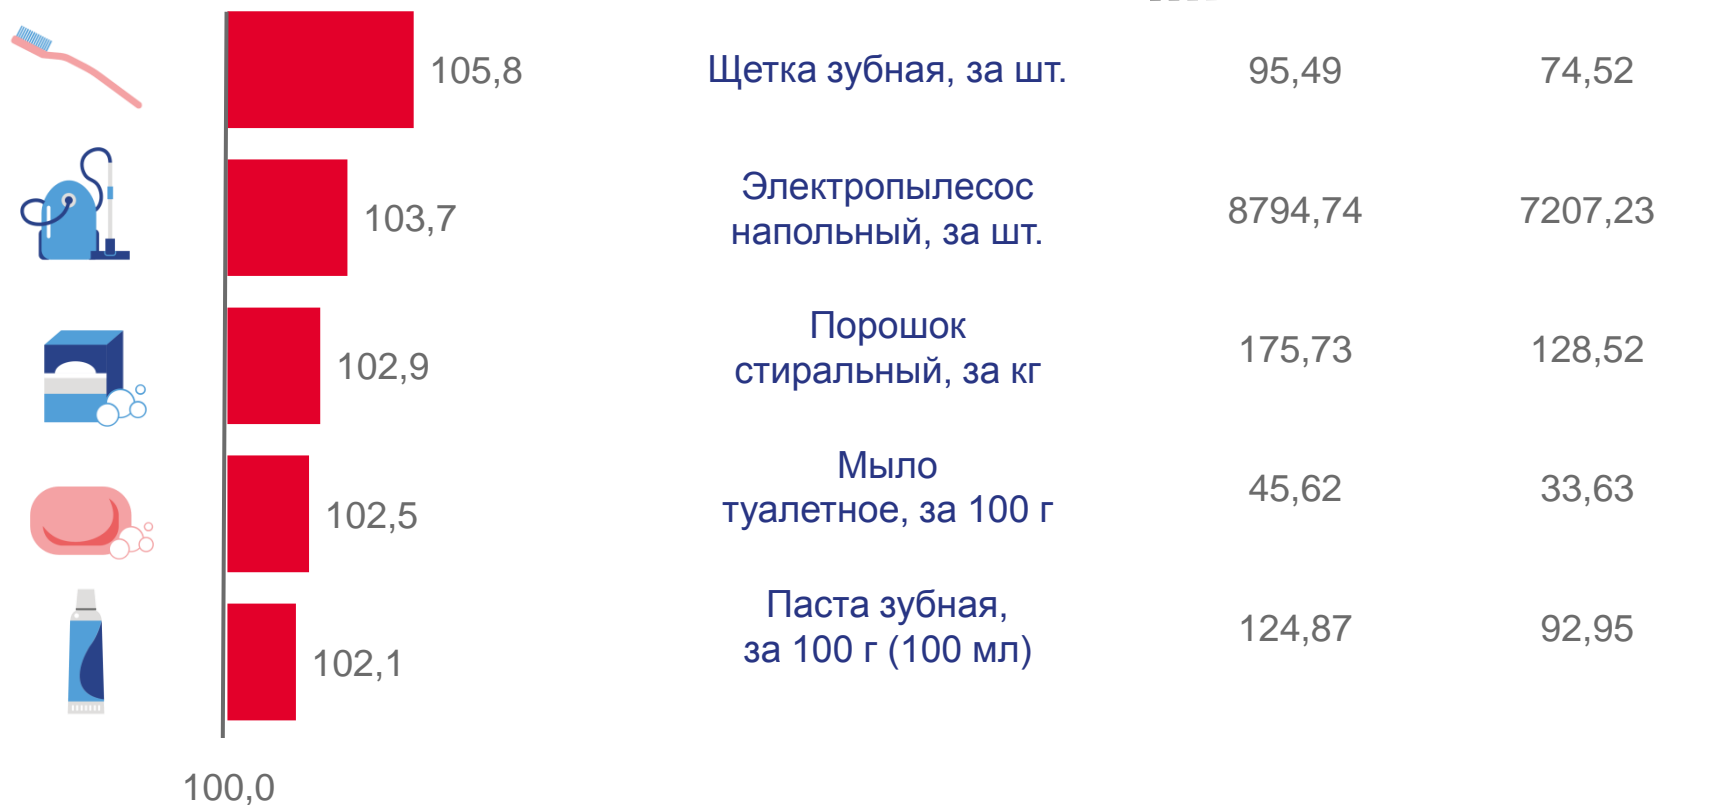 105,8 Щетка зубная, за шт. 95,49 74,52
Электропылесос
103,7 напольный, за шт. 8794,74 7207,23
Порошок
102,9 стиральный, за кг 175,73 128,52
Мыло
102,5 туалетное, за 100 г 45,62 33,63
Паста зубная,
102,1 за 100 г (100 мл) 124,87 92,95
100,0